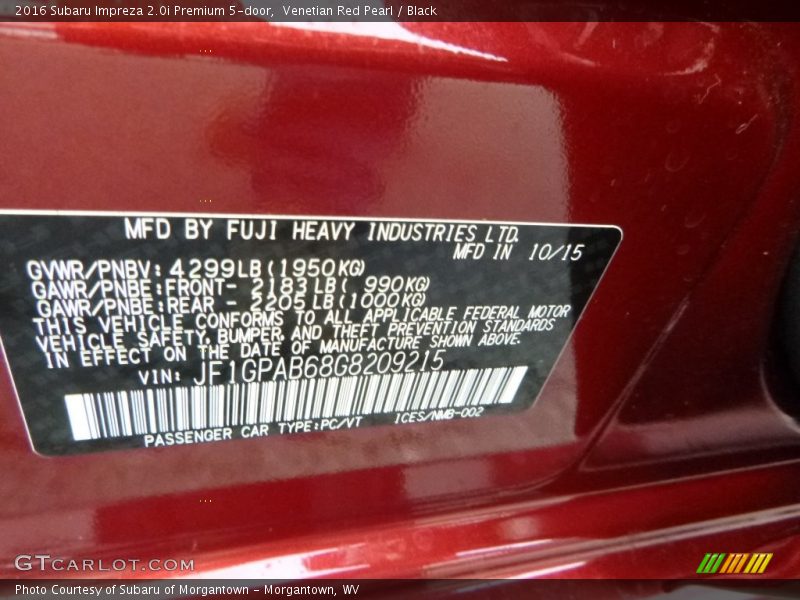 2016 Subaru Impreza 2.0i Premium 5-door,  Venetian Red Pearl / Black
MFD BY FUJI HEAVY INDUSTRIES LTD.
MFD IN 10/15
GVWR/PNBV: 4299LB(1950KG)
GAWR/PNBE:FRONT- 2183LB( 990KG)
GAWR/PNBE:REAR - 2205LB(1000KG)
THIS VEHICLE CONFORMS TO ALL APPLICABLE FEDERAL MOTOR
VEHICLE SAFETY, BUMPER, AND THEFT PREVENTION STANDARDS
IN EFFECT ON THE DATE OF MANUFACTURE SHOWN ABOVE.
VIN: JF1GPAB68G8209215
PASSENGER CAR TYPE:PC/VT ICES/NMB-002
GTCARLOT.COM
Photo Courtesy of Subaru of Morgantown - Morgantown, WV